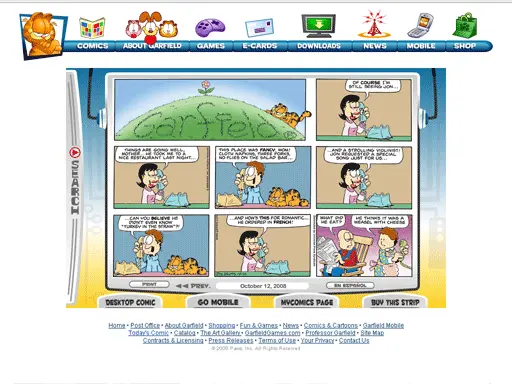 COMICS ABOUT GARFIELD GAMES E-CARDS DOWNLOADS NEWS MOBILE SHOP
SEARCH
Garfield
OF COURSE I'M
STILL SEEING JON...
THINGS ARE GOING WELL,
MOTHER... HE TOOK ME TO A
NICE RESTAURANT LAST NIGHT...
THIS PLACE WAS FANCY, MOM!
CLOTH NAPKINS, THREE FORKS,
NO FLIES ON THE SALAD BAR...
AND A STROLLING VIOLINIST!
JON REQUESTED A SPECIAL
SONG JUST FOR US...
...CAN YOU BELIEVE HE
DIDN'T EVEN KNOW
"TURKEY IN THE STRAW"?!
...AND HOW'S THIS FOR ROMANTIC...
HE ORDERED IN FRENCH!
WHAT DID
HE EAT?
HE THINKS IT WAS A
WEASEL WITH CHEESE
PRINT PREV. October 12, 2008 EN ESPAÑOL
DESKTOP COMIC GO MOBILE MYCOMICS PAGE BUY THIS STRIP
Home • Post Office • About Garfield • Shopping • Fun & Games • News • Comics & Cartoons • Garfield Mobile
Today's Comic • Catalog • The Art Gallery • GarfieldGames.com • Professor Garfield • Site Map
Contracts & Licensing • Press Releases • Terms of Use • Your Privacy • Contact Us
Paws, Inc. All Rights Reserved